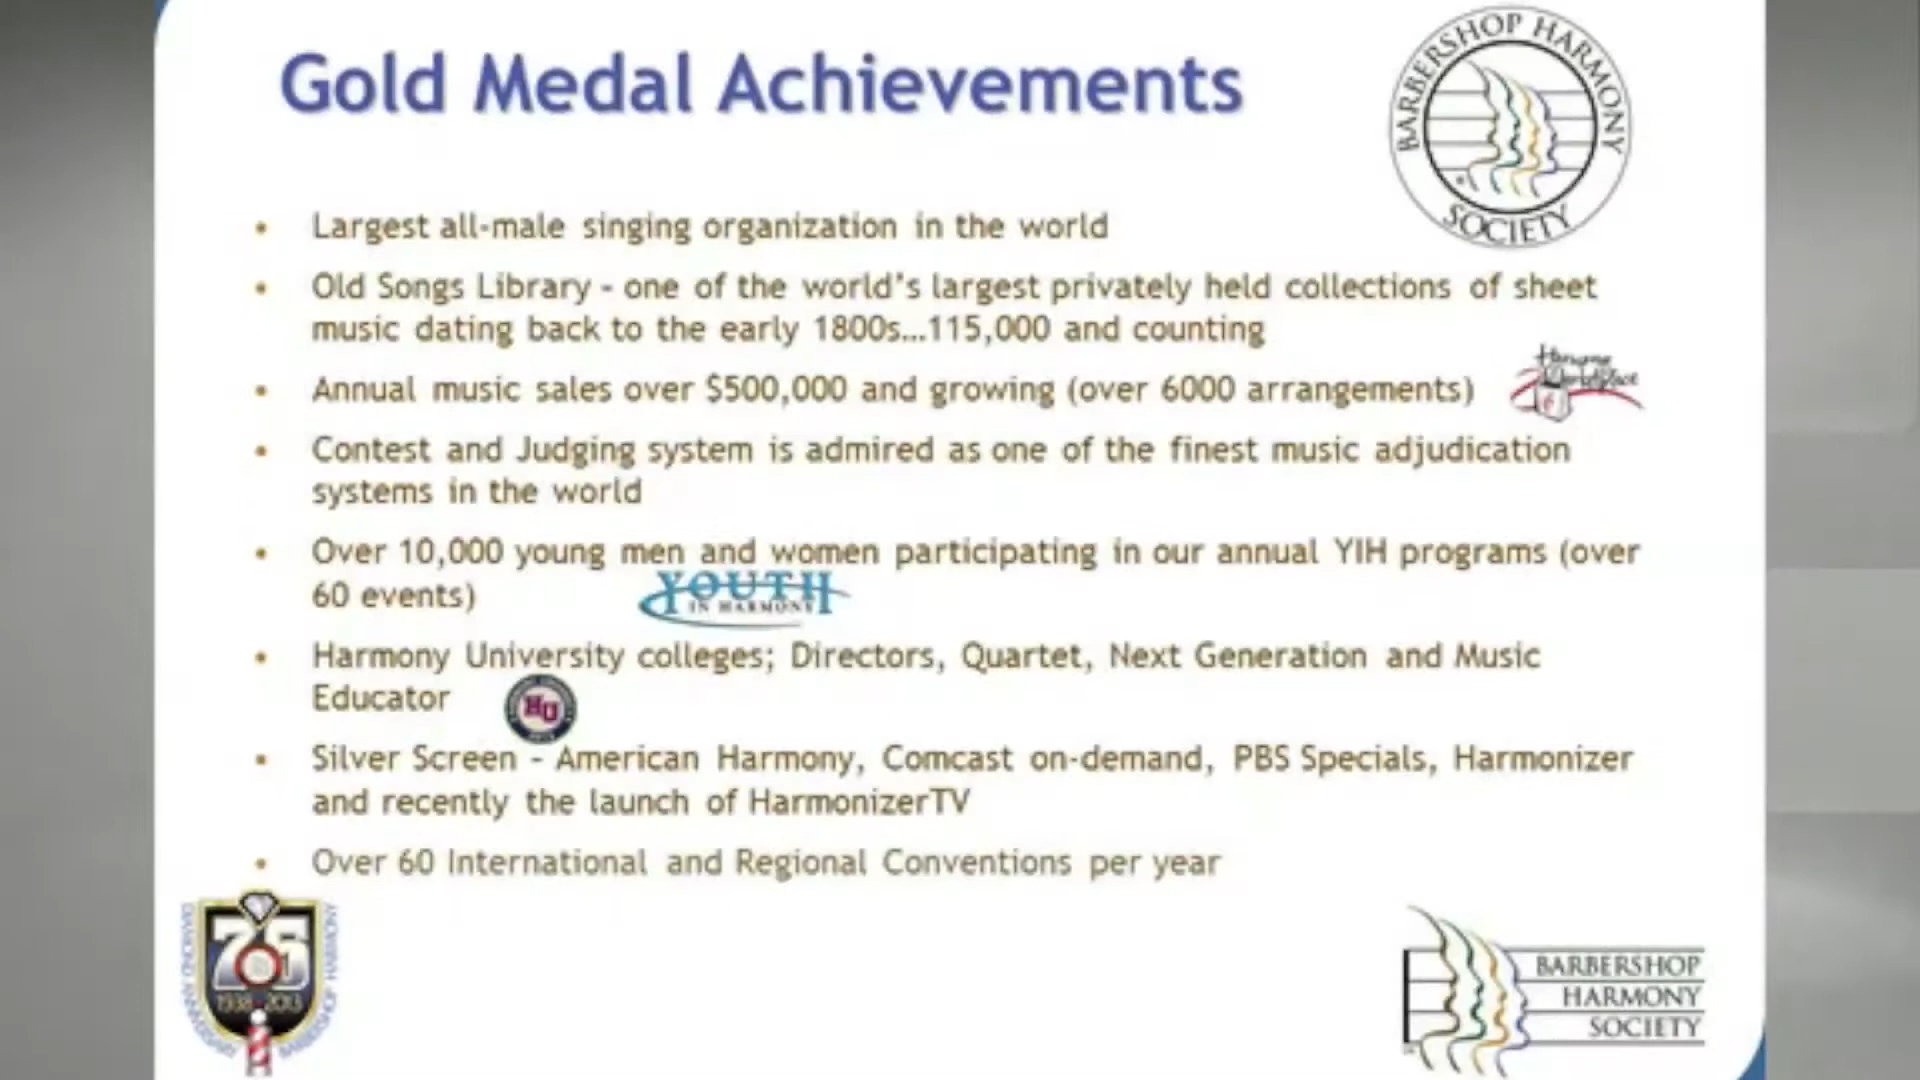 Gold Medal Achievements
BARBERSHOP HARMONY
SOCIETY
• Largest all-male singing organization in the world
• Old Songs Library - one of the world's largest privately held collections of sheet
music dating back to the early 1800s...115,000 and counting
• Annual music sales over $500,000 and growing (over 6000 arrangements)
Harmony
Marketplace
• Contest and Judging system is admired as one of the finest music adjudication
systems in the world
• Over 10,000 young men and women participating in our annual YIH programs (over
60 events)
YOUTH
IN HARMONY
• Harmony University colleges; Directors, Quartet, Next Generation and Music
Educator
HU
• Silver Screen - American Harmony, Comcast on-demand, PBS Specials, Harmonizer
and recently the launch of HarmonizerTV
• Over 60 International and Regional Conventions per year
75
1938-2013
DIAMOND ANNIVERSARY
BARBERSHOP HARMONY
BARBERSHOP
HARMONY
SOCIETY